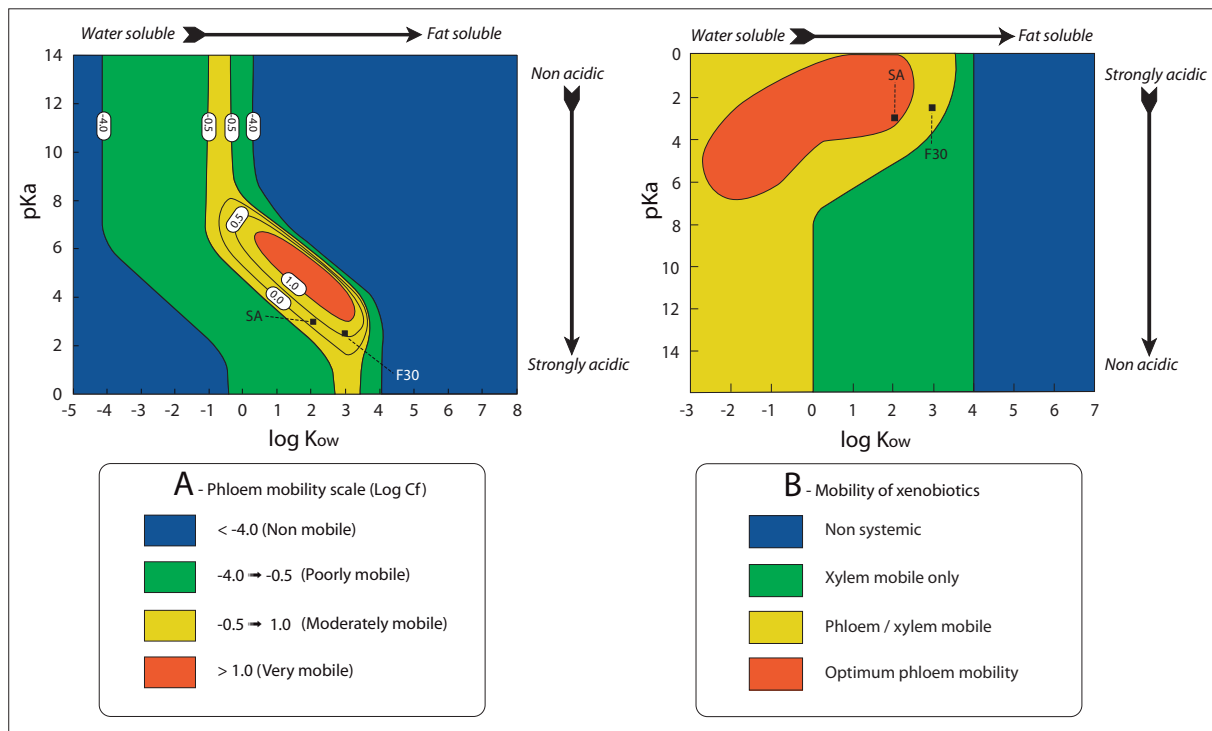 Water soluble
Fat soluble
Water soluble
Fat soluble
14
12
10
8
6
4
2
0
pKa
-4.0
-0.5
-0.5
-4.0
0.5
1.0
0.0
SA
F30
-5 -4 -3 -2 -1 0 1 2 3 4 5 6 7 8
log Kow
Non acidic
Strongly acidic
0
2
4
6
8
10
12
14
pKa
SA
F30
-3 -2 -1 0 1 2 3 4 5 6 7
log Kow
Strongly acidic
Non acidic
A - Phloem mobility scale (Log Cf)
< -4.0 (Non mobile)
-4.0 ➟ -0.5 (Poorly mobile)
-0.5 ➟ 1.0 (Moderately mobile)
> 1.0 (Very mobile)
B - Mobility of xenobiotics
Non systemic
Xylem mobile only
Phloem / xylem mobile
Optimum phloem mobility